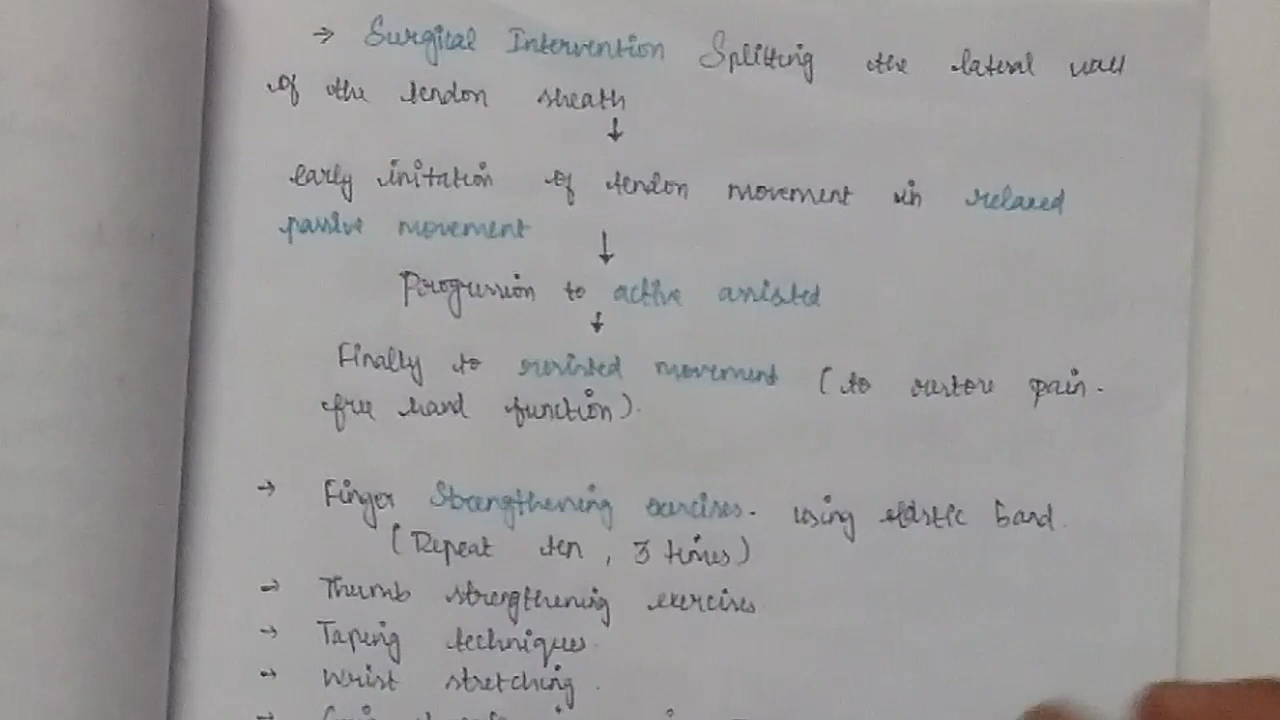 → Surgical Intervention Splitting the lateral wall
of the tendon sheath
↓
early initation of tendon movement in relaxed
passive movement ↓
Progression to active assisted
↓
Finally to resisted movement (to restore pain-
free hand function).
→ Finger Strengthening exercises. using elastic band.
(Repeat ten, 3 times)
→ Thumb strengthening exercises
→ Taping techniques.
→ Wrist stretching.